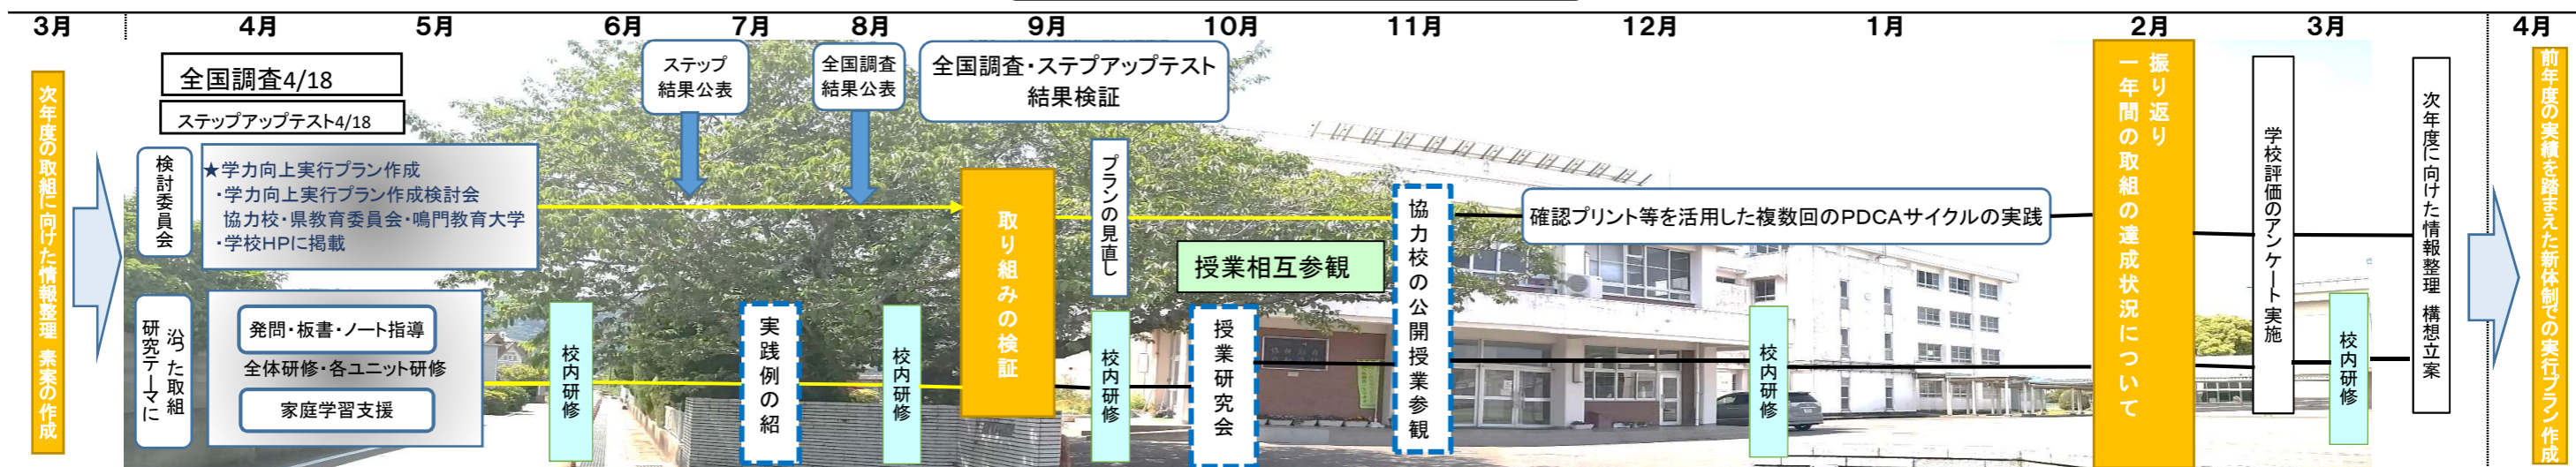 3月 4月 5月 6月 7月 8月 9月 10月 11月 12月 1月 2月 3月 4月
次年度の取組に向けた情報整理 素案の作成
全国調査4/18
ステップアップテスト4/18
検討委員会
★学力向上実行プラン作成
・学力向上実行プラン作成検討会
協力校・県教育委員会・鳴門教育大学
・学校HPに掲載
研究テーマに
沿った取組
発問・板書・ノート指導
全体研修・各ユニット研修
家庭学習支援
校内研修
ステップ
結果公表
実践例の紹
全国調査
結果公表
校内研修
全国調査・ステプアップテスト
結果検証
取り組みの検証
プランの見直し
校内研修
授業相互参観
授業研究会
協力校の公開授業参観
確認プリント等を活用した複数回のPDCAサイクルの実践
校内研修
振り返り
一年間の取組の達成状況について
学校評価のアンケート実施
校内研修
次年度に向けた情報整理 構想立案
前年度の実績を踏まえた新体制での実行プラン作成